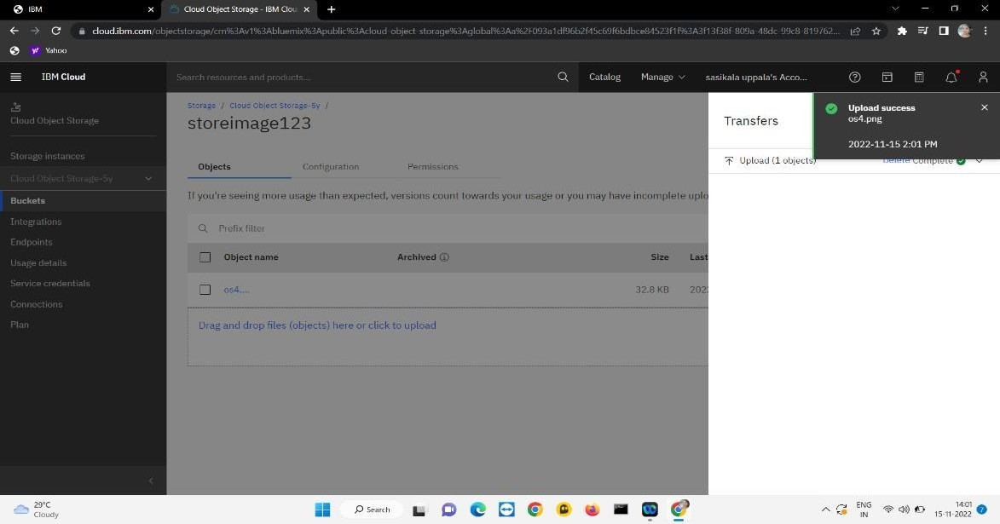 IBM
Cloud Object Storage - IBM Clou
cloud.ibm.com/objectstorage/crn%3Av1%3Abluemix%3Apublic%3Acloud-object-storage%3Aglobal%3Aa%2F093a1df96b2f45c69f6bdbce84523f1f%3A3f13f38f-809a-48dc-99c8-819762...
Yahoo
IBM Cloud
Search resources and products...
Catalog
Manage
sasikala uppala's Acco...
Cloud Object Storage
Storage instances
Cloud Object Storage-5y
Buckets
Integrations
Endpoints
Usage details
Service credentials
Connections
Plan
Storage / Cloud Object Storage-5y /
storeimage123
Objects Configuration Permissions
If you're seeing more usage than expected, versions count towards your usage or you may have incomplete uplo
Prefix filter
Object name Archived Size Last
os4.... 32.8 KB 202
Drag and drop files (objects) here or click to upload
Transfers
Upload success
os4.png
2022-11-15 2:01 PM
Upload (1 objects) Delete Complete
29°C
Cloudy
Search
ENG
IN
14:01
15-11-2022
7